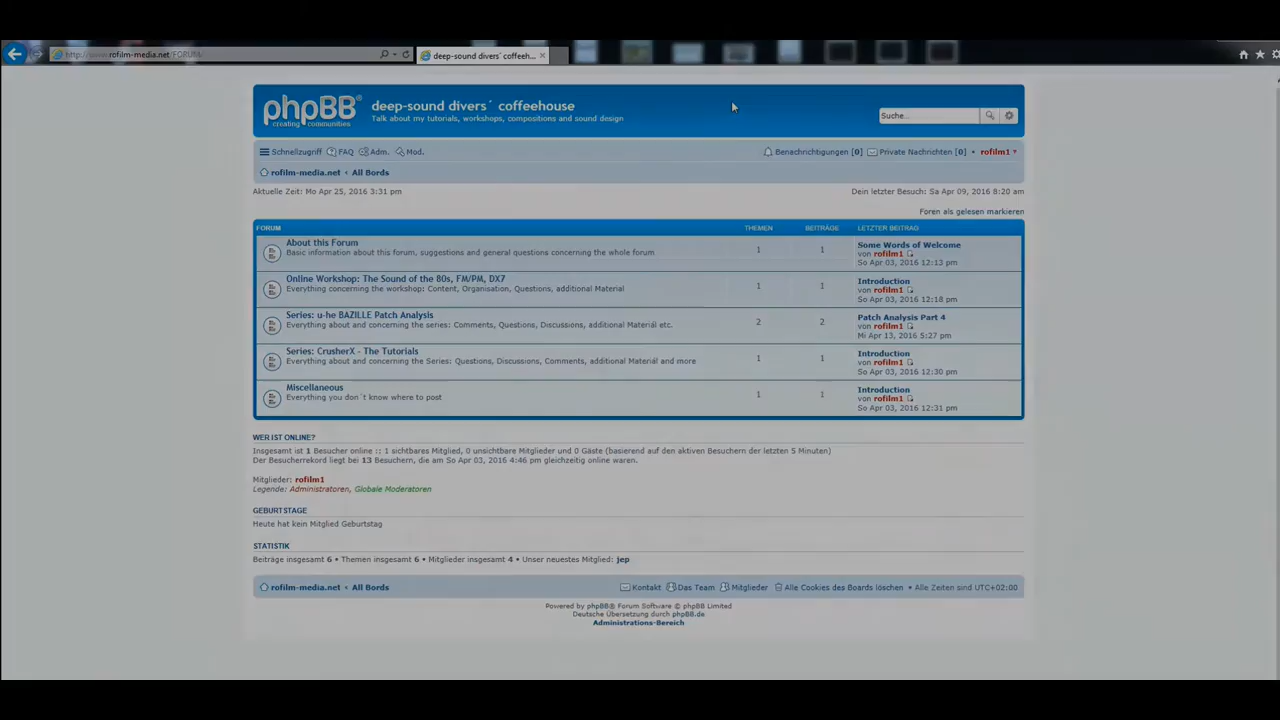 http://www.rofilm-media.net/FORUM/
deep-sound divers´ coffeeh...
phpBB®
creating communities
deep-sound divers´ coffeehouse
Talk about my tutorials, workshops, compositions and sound design
Suche...
Schnellzugriff FAQ Adm. Mod.
Benachrichtigungen [0] Private Nachrichten [0] • rofilm1
rofilm-media.net ‹ All Bords
Aktuelle Zeit: Mo Apr 25, 2016 3:31 pm
Dein letzter Besuch: Sa Apr 09, 2016 8:20 am
Foren als gelesen markieren
FORUM THEMEN BEITRÄGE LETZTER BEITRAG
About this Forum
Basic information about this forum, suggestions and general questions concerning the whole forum
1 1
Some Words of Welcome
von rofilm1
So Apr 03, 2016 12:13 pm
Online Workshop: The Sound of the 80s, FM/PM, DX7
Everything concerning the workshop: Content, Organisation, Questions, additional Material
1 1
Introduction
von rofilm1
So Apr 03, 2016 12:18 pm
Series: u-he BAZILLE Patch Analysis
Everything about and concerning the series: Comments, Questions, Discussions, additional Material etc.
2 2
Patch Analysis Part 4
von rofilm1
Mi Apr 13, 2016 5:27 pm
Series: CrusherX - The Tutorials
Everything about and concerning the Series: Questions, Discussions, Comments, additional Material and more
1 1
Introduction
von rofilm1
So Apr 03, 2016 12:30 pm
Miscellaneous
Everything you don´t know where to post
1 1
Introduction
von rofilm1
So Apr 03, 2016 12:31 pm
WER IST ONLINE?
Insgesamt ist 1 Besucher online :: 1 sichtbares Mitglied, 0 unsichtbare Mitglieder und 0 Gäste (basierend auf den aktiven Besuchern der letzten 5 Minuten)
Der Besucherrekord liegt bei 13 Besuchern, die am So Apr 03, 2016 4:46 pm gleichzeitig online waren.
Mitglieder: rofilm1
Legende: Administratoren, Globale Moderatoren
GEBURTSTAGE
Heute hat kein Mitglied Geburtstag
STATISTIK
Beiträge insgesamt 6 • Themen insgesamt 6 • Mitglieder insgesamt 4 • Unser neuestes Mitglied: jep
rofilm-media.net ‹ All Bords
Kontakt Das Team Mitglieder Alle Cookies des Boards löschen • Alle Zeiten sind UTC+02:00
Powered by phpBB® Forum Software © phpBB Limited
Deutsche Übersetzung durch phpBB.de
Administrations-Bereich